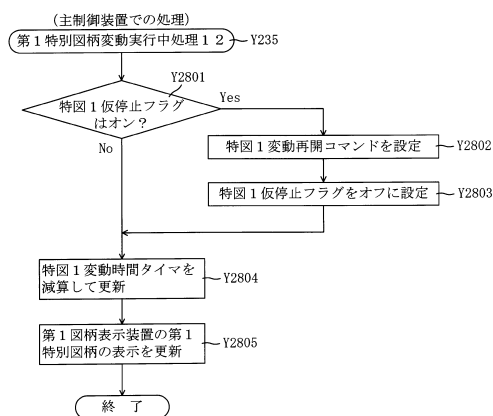 (主制御装置での処理)
第1特別図柄変動実行中処理12
Y235
Y2801
特図1仮停止フラグ
はオン?
Yes
No
特図1変動再開コマンドを設定
Y2802
特図1仮停止フラグをオフに設定
Y2803
特図1変動時間タイマを
減算して更新
Y2804
第1図柄表示装置の第1
特別図柄の表示を更新
Y2805
終 了